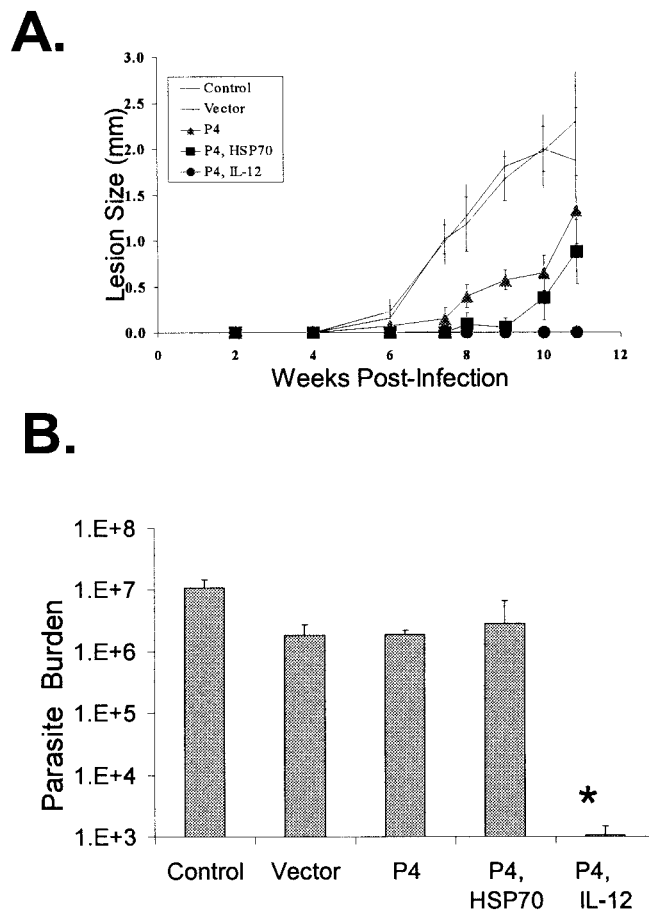 A.
3.0
2.5
2.0
1.5
1.0
0.5
0.0
Lesion Size (mm)
Control
Vector
P4
P4, HSP70
P4, IL-12
0 2 4 6 8 10 12
Weeks Post-Infection
B.
1.E+8
1.E+7
1.E+6
1.E+5
1.E+4
1.E+3
Parasite Burden
*
Control Vector P4 P4, P4,
HSP70 IL-12